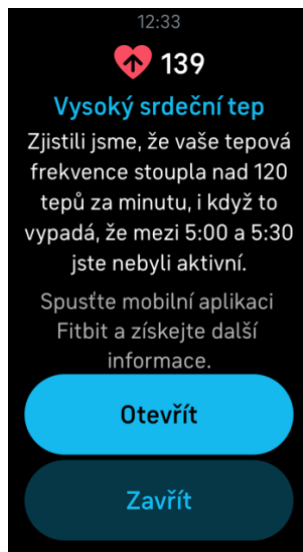 12:33
139
Vysoký srdeční tep
Zjistili jsme, že vaše tepová
frekvence stoupla nad 120
tepů za minutu, i když to
vypadá, že mezi 5:00 a 5:30
jste nebyli aktivní.
Spusťte mobilní aplikaci
Fitbit a získejte další
informace.
Otevřít
Zavřít